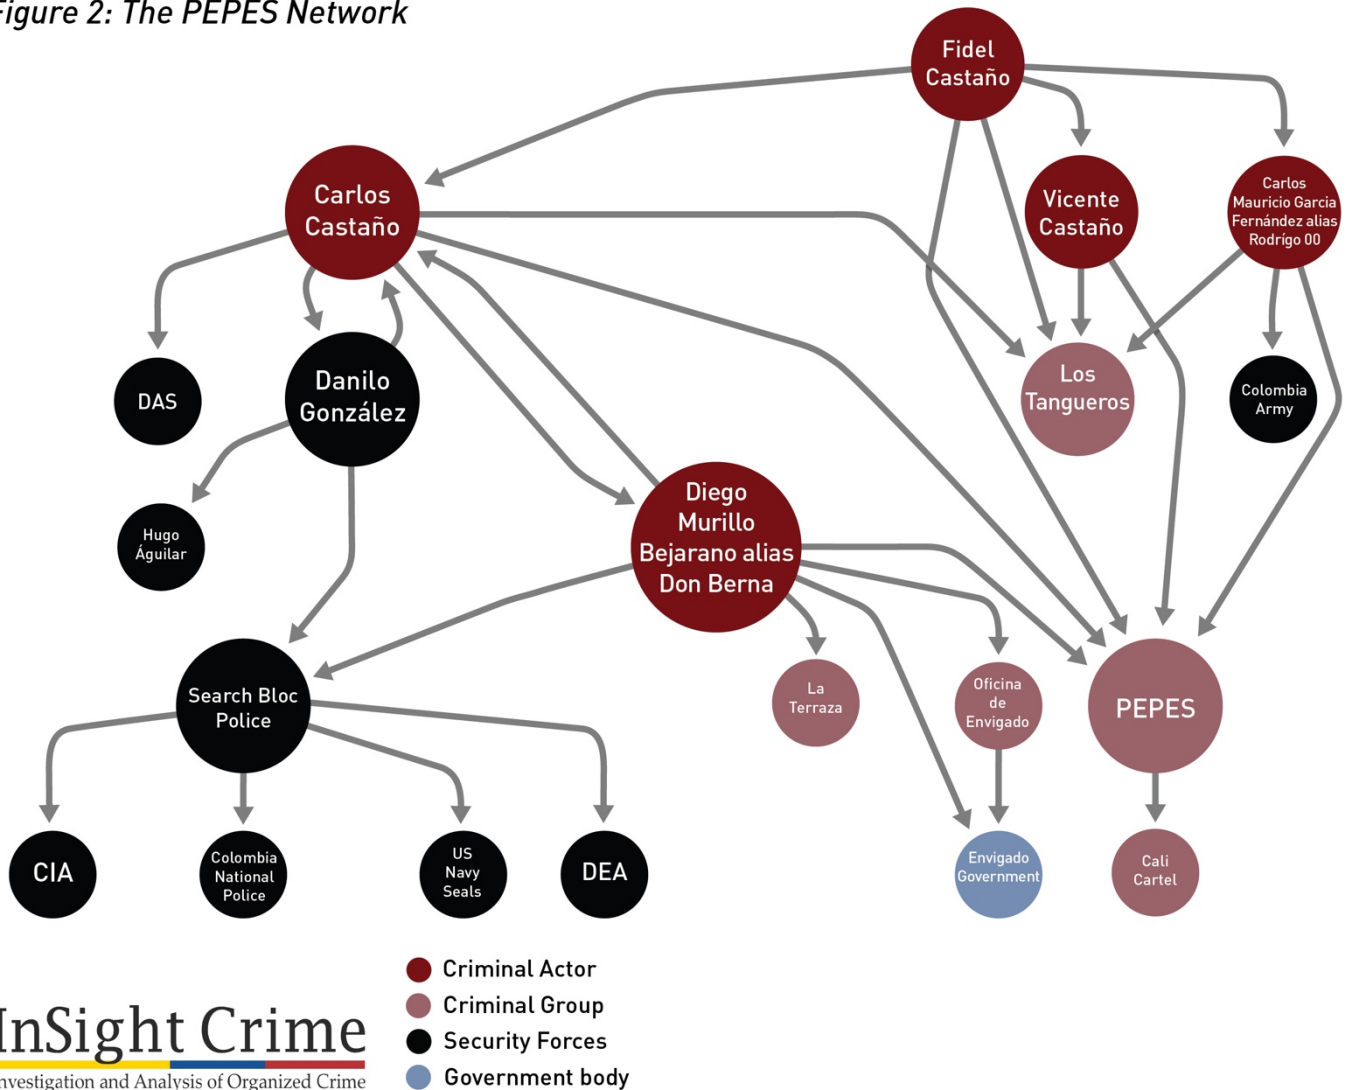 Figure 2: The PEPES Network
Fidel
Castaño
Carlos
Castaño
Vicente
Castaño
Carlos
Mauricio Garcia
Fernández alias
Rodrígo 00
DAS
Danilo
González
Los
Tangueros
Colombia
Army
Hugo
Águilar
Diego
Murillo
Bejarano alias
Don Berna
Search Bloc
Police
La
Terraza
Oficina
de
Envigado
PEPES
CIA
Colombia
National
Police
US
Navy
Seals
DEA
Envigado
Government
Cali
Cartel
Criminal Actor
Criminal Group
Security Forces
Government body
InSight Crime
Investigation and Analysis of Organized Crime